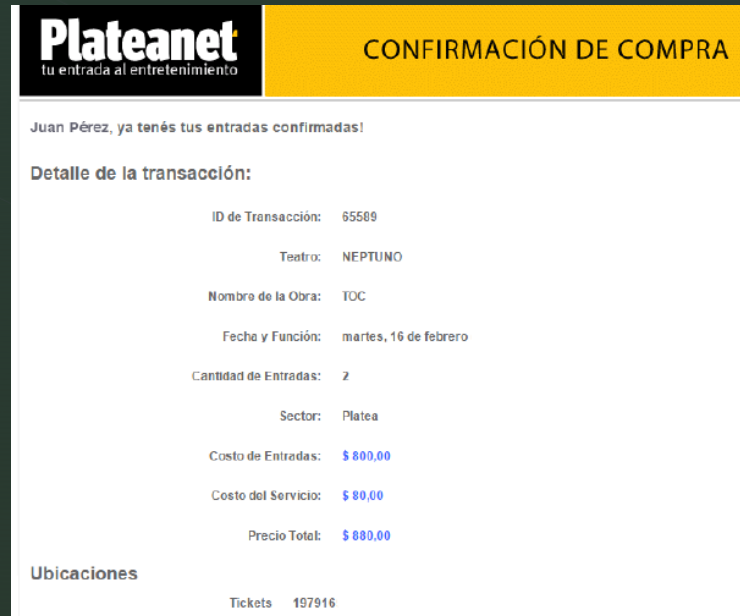 Plateanet
tu entrada al entretenimiento
CONFIRMACIÓN DE COMPRA
Juan Pérez, ya tenés tus entradas confirmadas!
Detalle de la transacción:
ID de Transacción: 65589
Teatro: NEPTUNO
Nombre de la Obra: TOC
Fecha y Función: martes, 16 de febrero
Cantidad de Entradas: 2
Sector: Platea
Costo de Entradas: $ 800,00
Costo del Servicio: $ 80,00
Precio Total: $ 880,00
Ubicaciones
Tickets 197916